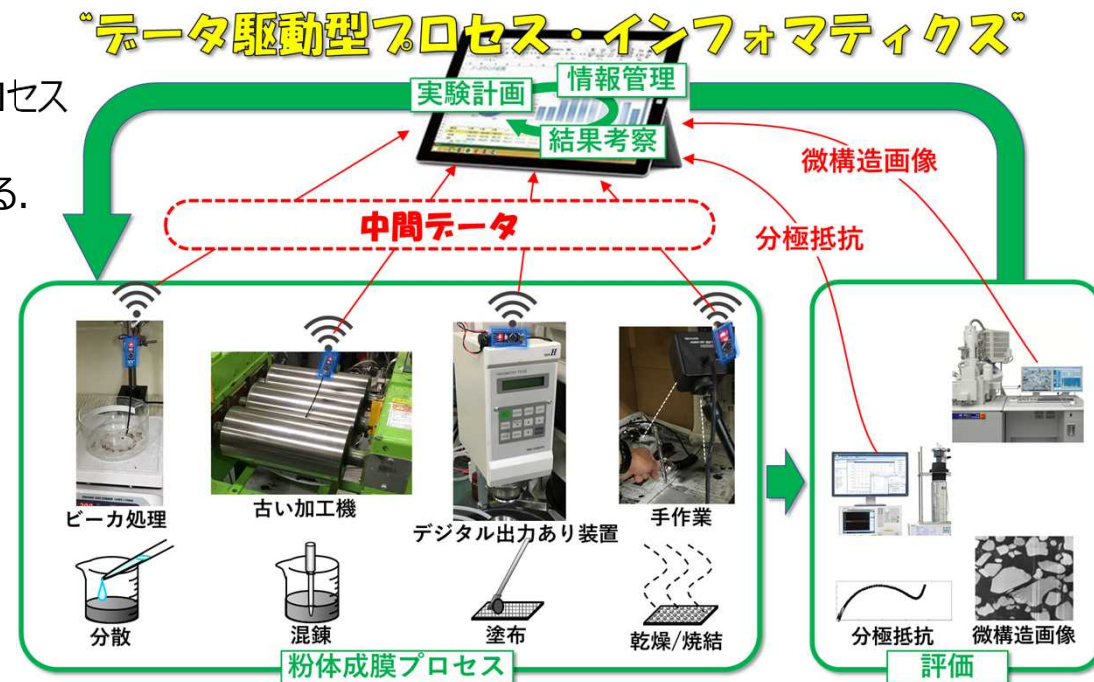 “データ駆動型プロセス・インフォマティクス”
ロセス
る.
実験計画
情報管理
結果考察
微構造画像
中間データ
分極抵抗
ビーカ処理
古い加工機
デジタル出力あり装置
手作業
分散
混錬
塗布
乾燥/焼結
分極抵抗
微構造画像
粉体成膜プロセス
評価